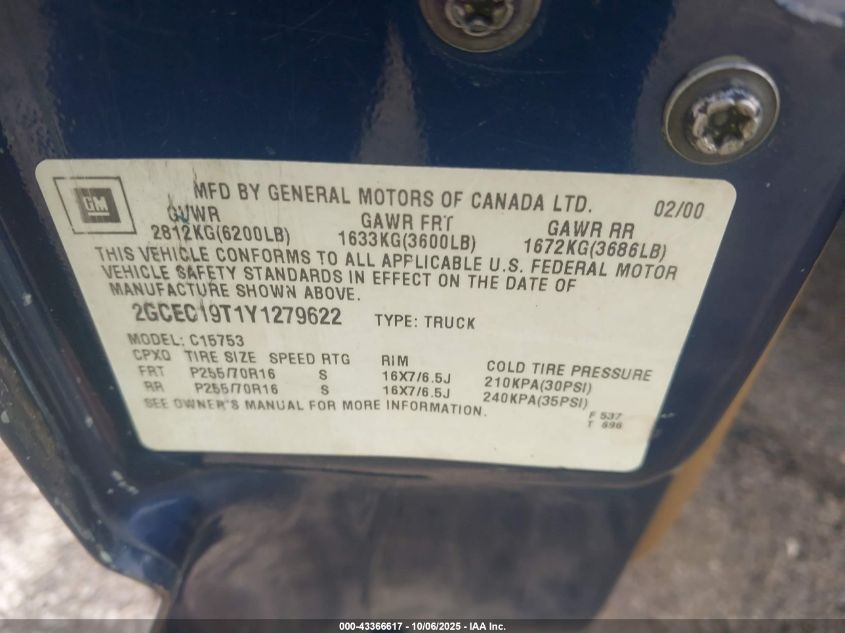 GM
MFD BY GENERAL MOTORS OF CANADA LTD. 02/00
GVWR GAWR FRT GAWR RR
2812KG(6200LB) 1633KG(3600LB) 1672KG(3686LB)
THIS VEHICLE CONFORMS TO ALL APPLICABLE U.S. FEDERAL MOTOR
VEHICLE SAFETY STANDARDS IN EFFECT ON THE DATE OF
MANUFACTURE SHOWN ABOVE.
2GCEC19T1Y1279622 TYPE: TRUCK
MODEL: C15753
CPXQ TIRE SIZE SPEED RTG RIM COLD TIRE PRESSURE
FRT P255/70R16 S 16X7/6.5J 210KPA(30PSI)
RR P255/70R16 S 16X7/6.5J 240KPA(35PSI)
SEE OWNER'S MANUAL FOR MORE INFORMATION.
F 537
T 696
000-43366617 - 10/06/2025 - IAA Inc.